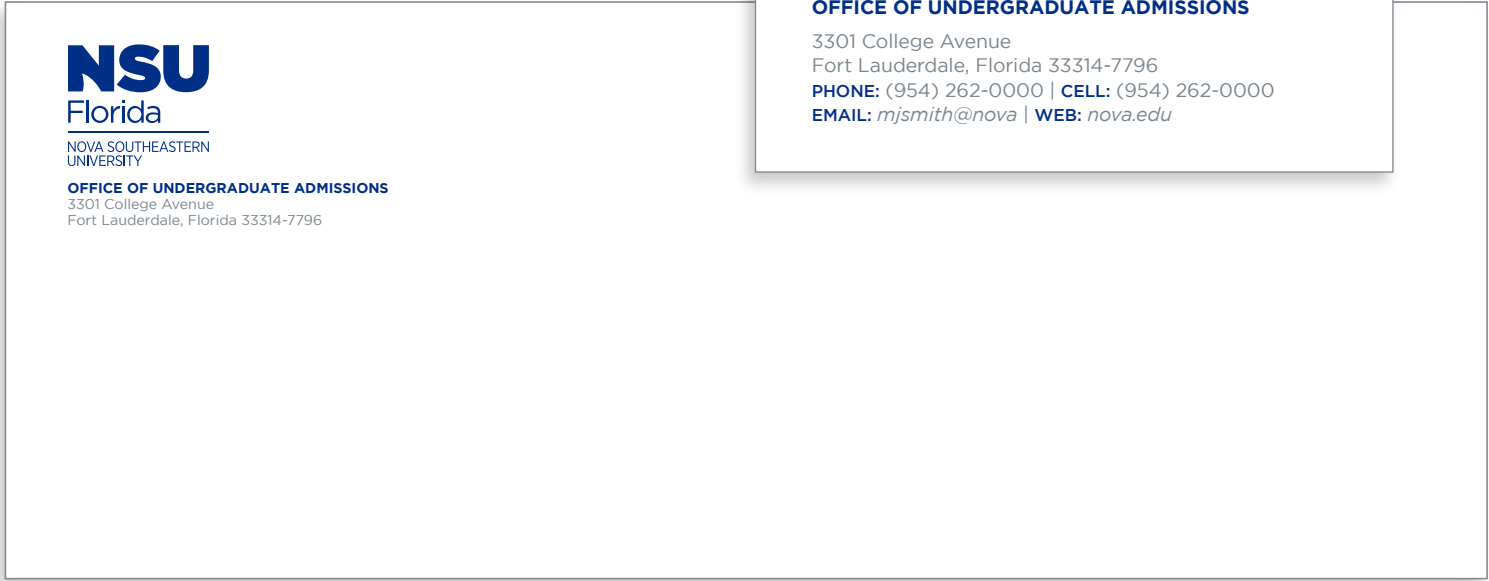 NSU
Florida
NOVA SOUTHEASTERN
UNIVERSITY
OFFICE OF UNDERGRADUATE ADMISSIONS
3301 College Avenue
Fort Lauderdale, Florida 33314-7796
OFFICE OF UNDERGRADUATE ADMISSIONS
3301 College Avenue
Fort Lauderdale, Florida 33314-7796
PHONE: (954) 262-0000 | CELL: (954) 262-0000
EMAIL: mjsmith@nova | WEB: nova.edu